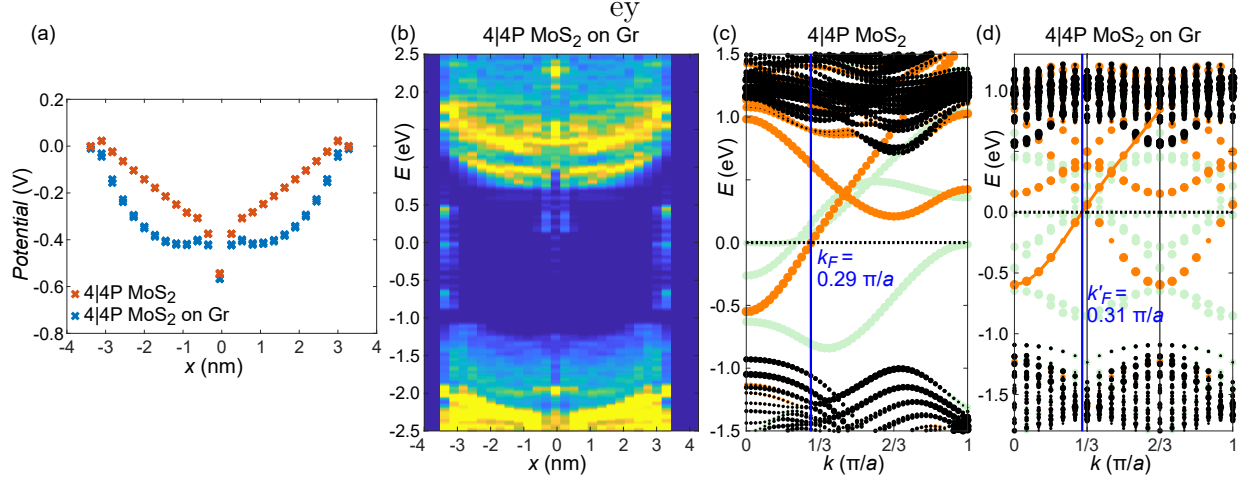 ey
(a)
0.2
0.0
-0.2
-0.4
-0.6
-0.8
Potential (V)
4|4P MoS2
4|4P MoS2 on Gr
-4 -3 -2 -1 0 1 2 3 4
x (nm)
(b)
4|4P MoS2 on Gr
2.5
2.0
1.5
1.0
0.5
0.0
-0.5
-1.0
-1.5
-2.0
-2.5
E (eV)
-4 -3 -2 -1 0 1 2 3 4
x (nm)
(c)
4|4P MoS2
1.5
1.0
0.5
0.0
-0.5
-1.0
-1.5
E (eV)
kF =
0.29 π/a
0 1/3 2/3 1
k (π/a)
(d)
4|4P MoS2 on Gr
1.0
0.5
0.0
-0.5
-1.0
-1.5
E (eV)
k'F =
0.31 π/a
0 1/3 2/3 1
k (π/a)